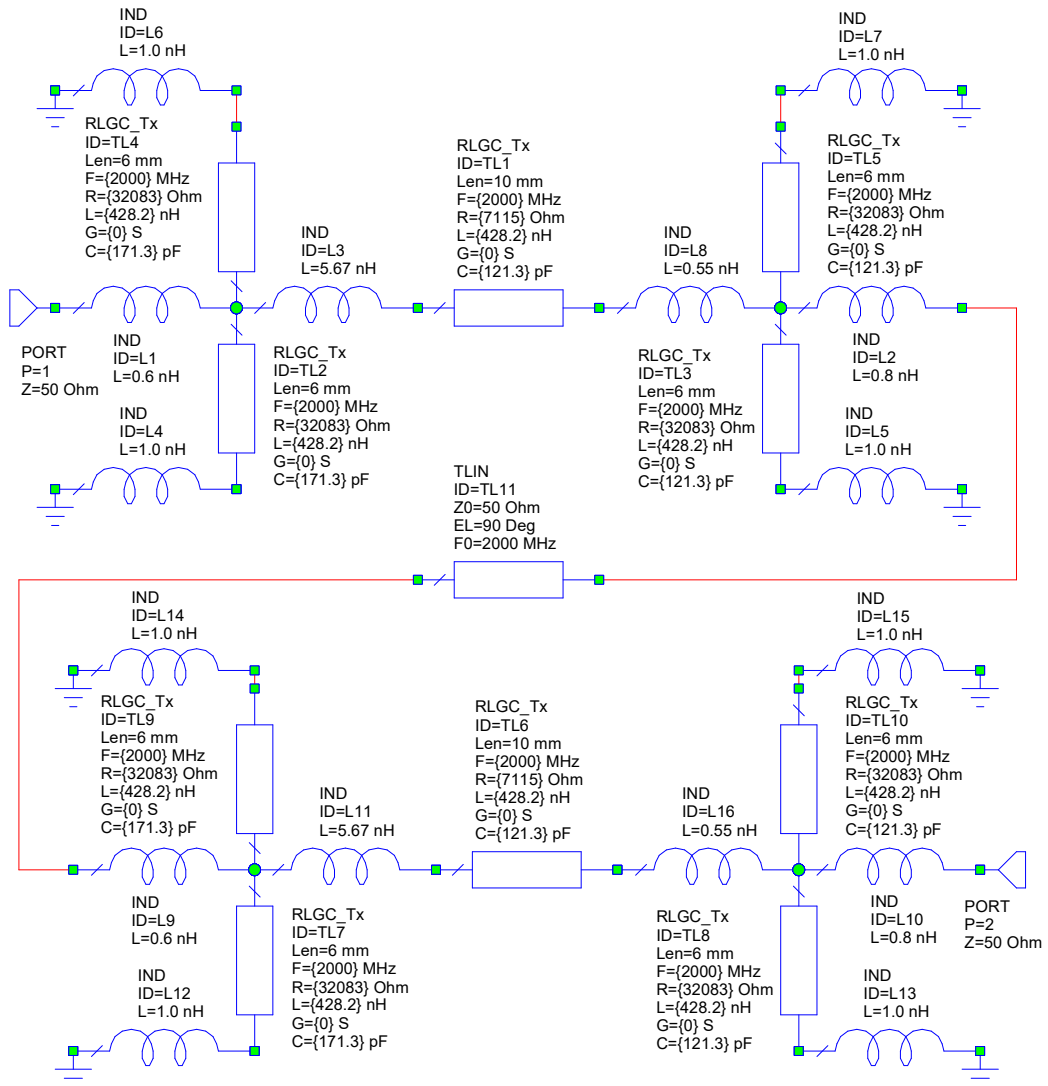 IND
ID=L6
L=1.0 nH
IND
ID=L7
L=1.0 nH
RLGC_Tx
ID=TL4
Len=6 mm
F={2000} MHz
R={32083} Ohm
L={428.2} nH
G={0} S
C={171.3} pF
RLGC_Tx
ID=TL1
Len=10 mm
F={2000} MHz
R={7115} Ohm
L={428.2} nH
G={0} S
C={121.3} pF
RLGC_Tx
ID=TL5
Len=6 mm
F={2000} MHz
R={32083} Ohm
L={428.2} nH
G={0} S
C={121.3} pF
IND
ID=L3
L=5.67 nH
IND
ID=L8
L=0.55 nH
PORT
P=1
Z=50 Ohm
IND
ID=L1
L=0.6 nH
RLGC_Tx
ID=TL2
Len=6 mm
F={2000} MHz
R={32083} Ohm
L={428.2} nH
G={0} S
C={171.3} pF
RLGC_Tx
ID=TL3
Len=6 mm
F={2000} MHz
R={32083} Ohm
L={428.2} nH
G={0} S
C={121.3} pF
IND
ID=L2
L=0.8 nH
IND
ID=L4
L=1.0 nH
IND
ID=L5
L=1.0 nH
TLIN
ID=TL11
Z0=50 Ohm
EL=90 Deg
F0=2000 MHz
IND
ID=L14
L=1.0 nH
IND
ID=L15
L=1.0 nH
RLGC_Tx
ID=TL9
Len=6 mm
F={2000} MHz
R={32083} Ohm
L={428.2} nH
G={0} S
C={171.3} pF
RLGC_Tx
ID=TL6
Len=10 mm
F={2000} MHz
R={7115} Ohm
L={428.2} nH
G={0} S
C={121.3} pF
RLGC_Tx
ID=TL10
Len=6 mm
F={2000} MHz
R={32083} Ohm
L={428.2} nH
G={0} S
C={121.3} pF
IND
ID=L11
L=5.67 nH
IND
ID=L16
L=0.55 nH
IND
ID=L9
L=0.6 nH
RLGC_Tx
ID=TL7
Len=6 mm
F={2000} MHz
R={32083} Ohm
L={428.2} nH
G={0} S
C={171.3} pF
RLGC_Tx
ID=TL8
Len=6 mm
F={2000} MHz
R={32083} Ohm
L={428.2} nH
G={0} S
C={121.3} pF
IND
ID=L10
L=0.8 nH
PORT
P=2
Z=50 Ohm
IND
ID=L12
L=1.0 nH
IND
ID=L13
L=1.0 nH